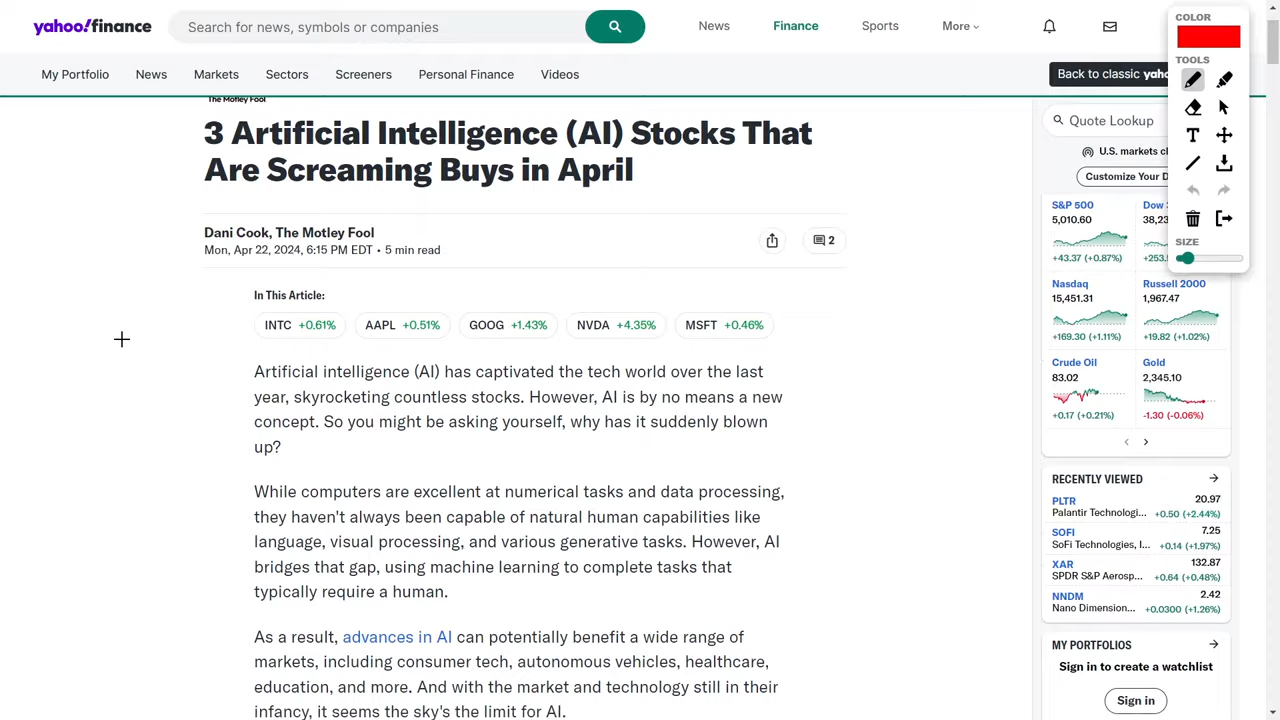 yahoo!finance
Search for news, symbols or companies
News
Finance
Sports
More
COLOR
TOOLS
T
SIZE
My Portfolio
News
Markets
Sectors
Screeners
Personal Finance
Videos
Back to classic
The Motley Fool
3 Artificial Intelligence (AI) Stocks That
Are Screaming Buys in April
Dani Cook, The Motley Fool
Mon, Apr 22, 2024, 6:15 PM EDT • 5 min read
2
In This Article:
INTC +0.61%
AAPL +0.51%
GOOG +1.43%
NVDA +4.35%
MSFT +0.46%
Artificial intelligence (AI) has captivated the tech world over the last
year, skyrocketing countless stocks. However, AI is by no means a new
concept. So you might be asking yourself, why has it suddenly blown
up?
While computers are excellent at numerical tasks and data processing,
they haven't always been capable of natural human capabilities like
language, visual processing, and various generative tasks. However, AI
bridges that gap, using machine learning to complete tasks that
typically require a human.
As a result, advances in AI can potentially benefit a wide range of
markets, including consumer tech, autonomous vehicles, healthcare,
education, and more. And with the market and technology still in their
infancy, it seems the sky's the limit for AI.
Quote Lookup
U.S. markets
Customize Your
S&P 500
5,010.60
+43.37 (+0.87%)
Dow
Nasdaq
15,451.31
+169.30 (+1.11%)
Russell 2000
1,967.47
+19.82 (+1.02%)
Crude Oil
83.02
+0.17 (+0.21%)
Gold
2,345.10
-1.30 (-0.06%)
RECENTLY VIEWED
PLTR 20.97
Palantir Technologi... +0.50 (+2.44%)
SOFI 7.25
SoFi Technologies, I... +0.14 (+1.97%)
XAR 132.87
SPDR S&P Aerosp... +0.64 (+0.48%)
NNDM 2.42
Nano Dimension... +0.0300 (+1.26%)
MY PORTFOLIOS
Sign in to create a watchlist
Sign in